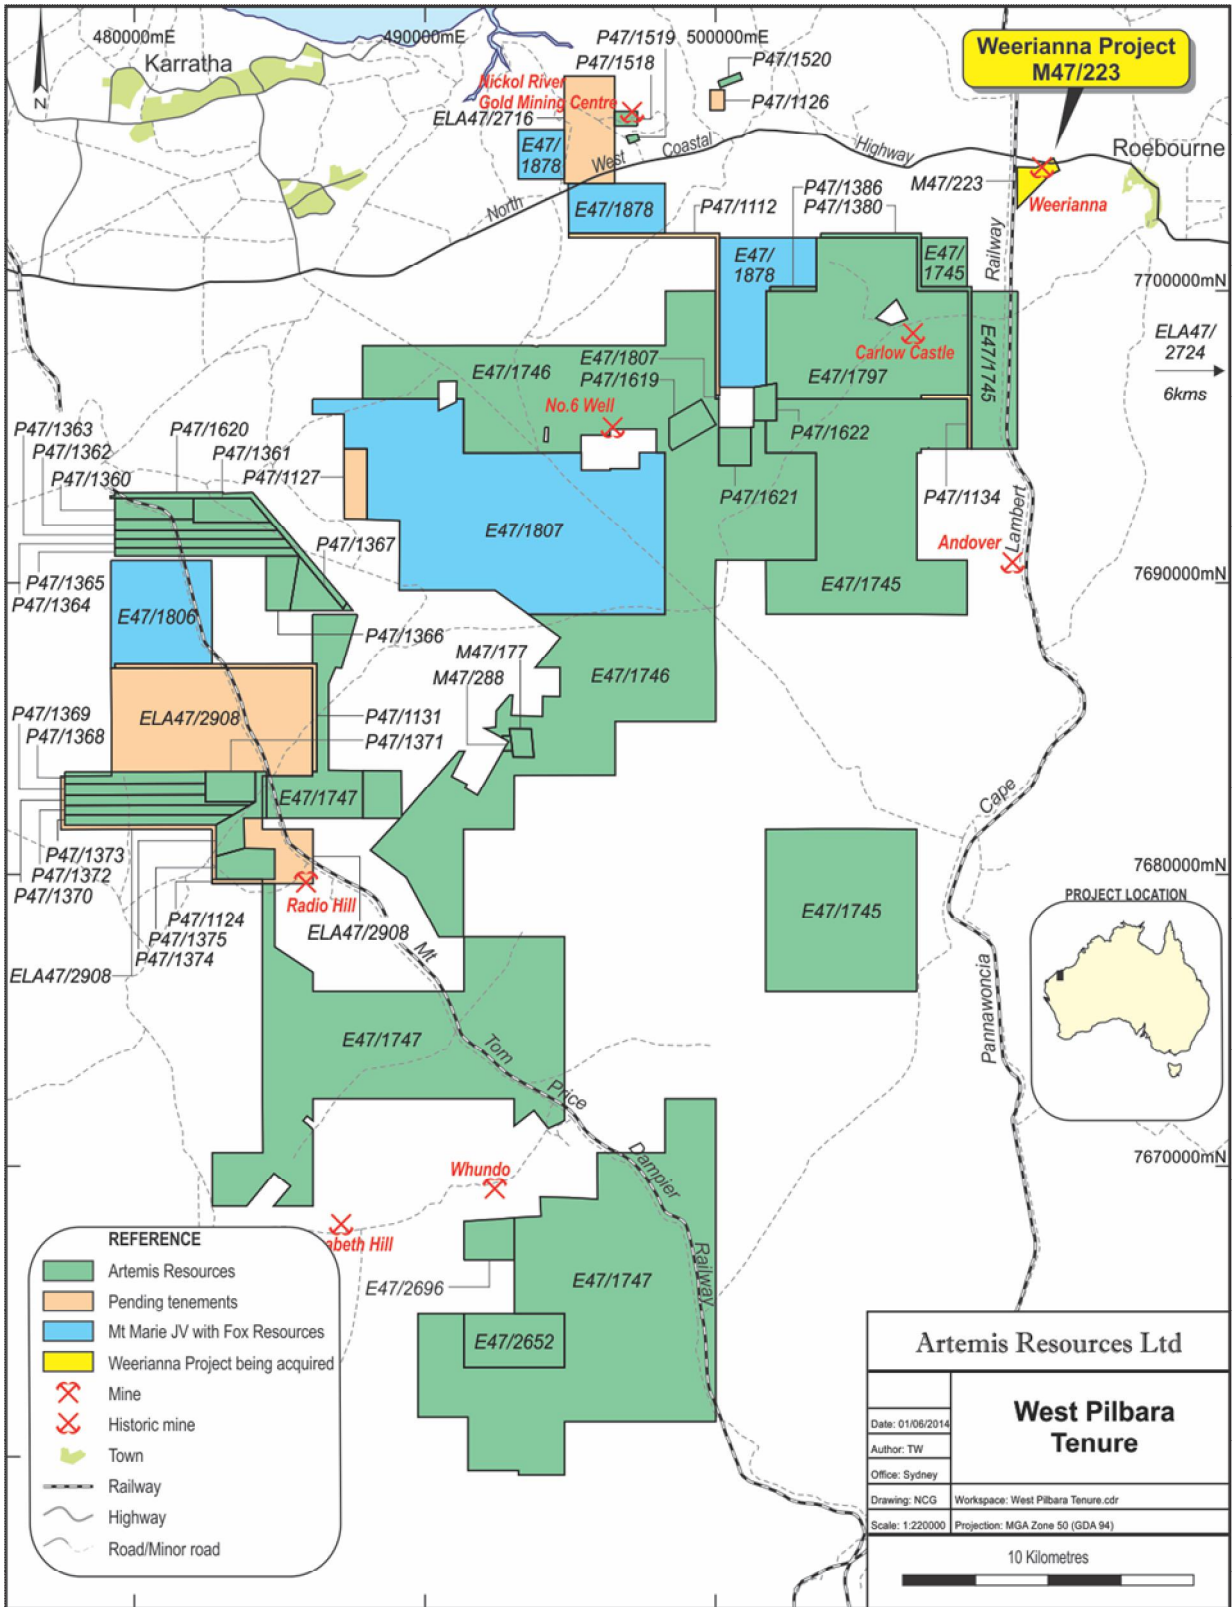 480000mE
490000mE
500000mE
Karratha
N
P47/1519
P47/1518
P47/1520
P47/1126
Nickol River
Gold Mining Centre
ELA47/2716
Weerianna Project
M47/223
E47/
1878
North
West
Coastal
Highway
Roebourne
M47/223
Weerianna
E47/1878
P47/1112
P47/1386
P47/1380
E47/
1878
E47/
1745
Railway
7700000mN
E47/1745
ELA47/
2724
6kms
Carlow Castle
E47/1797
E47/1746
E47/1807
P47/1619
No.6 Well
P47/1622
P47/1363
P47/1362
P47/1360
P47/1620
P47/1361
P47/1127
P47/1621
P47/1134
Lambert
Andover
E47/1807
P47/1367
P47/1365
P47/1364
E47/1745
7690000mN
E47/1806
P47/1366
M47/177
M47/288
E47/1746
P47/1369
P47/1368
ELA47/2908
P47/1131
P47/1371
E47/1747
Cape
P47/1373
P47/1372
P47/1370
7680000mN
Radio Hill
P47/1124
P47/1375
P47/1374
ELA47/2908
ELA47/2908
Mt
E47/1745
PROJECT LOCATION
Pannawoncia
E47/1747
Tom
Price
Dampier
Railway
7670000mN
Whundo
abeth Hill
E47/2696
E47/1747
E47/2652
REFERENCE
Artemis Resources
Pending tenements
Mt Marie JV with Fox Resources
Weerianna Project being acquired
Mine
Historic mine
Town
Railway
Highway
Road/Minor road
Artemis Resources Ltd
West Pilbara
Tenure
Date: 01/06/2014
Author: TW
Office: Sydney
Drawing: NCG
Workspace: West Pilbara Tenure.cdr
Scale: 1:220000
Projection: MGA Zone 50 (GDA 94)
10 Kilometres